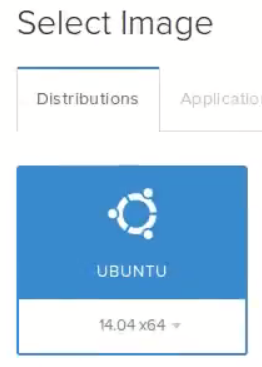 Select Image
Distributions Applicatio
UBUNTU
14.04 x64